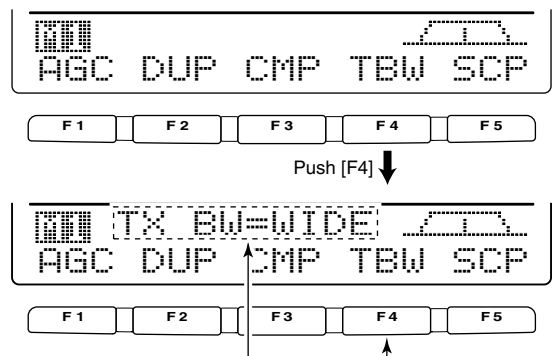 M1
AGC DUP CMP TBW SCP
F1 F2 F3 F4 F5
Push [F4]
M1 TX BW=WIDE
AGC DUP CMP TBW SCP
F1 F2 F3 F4 F5